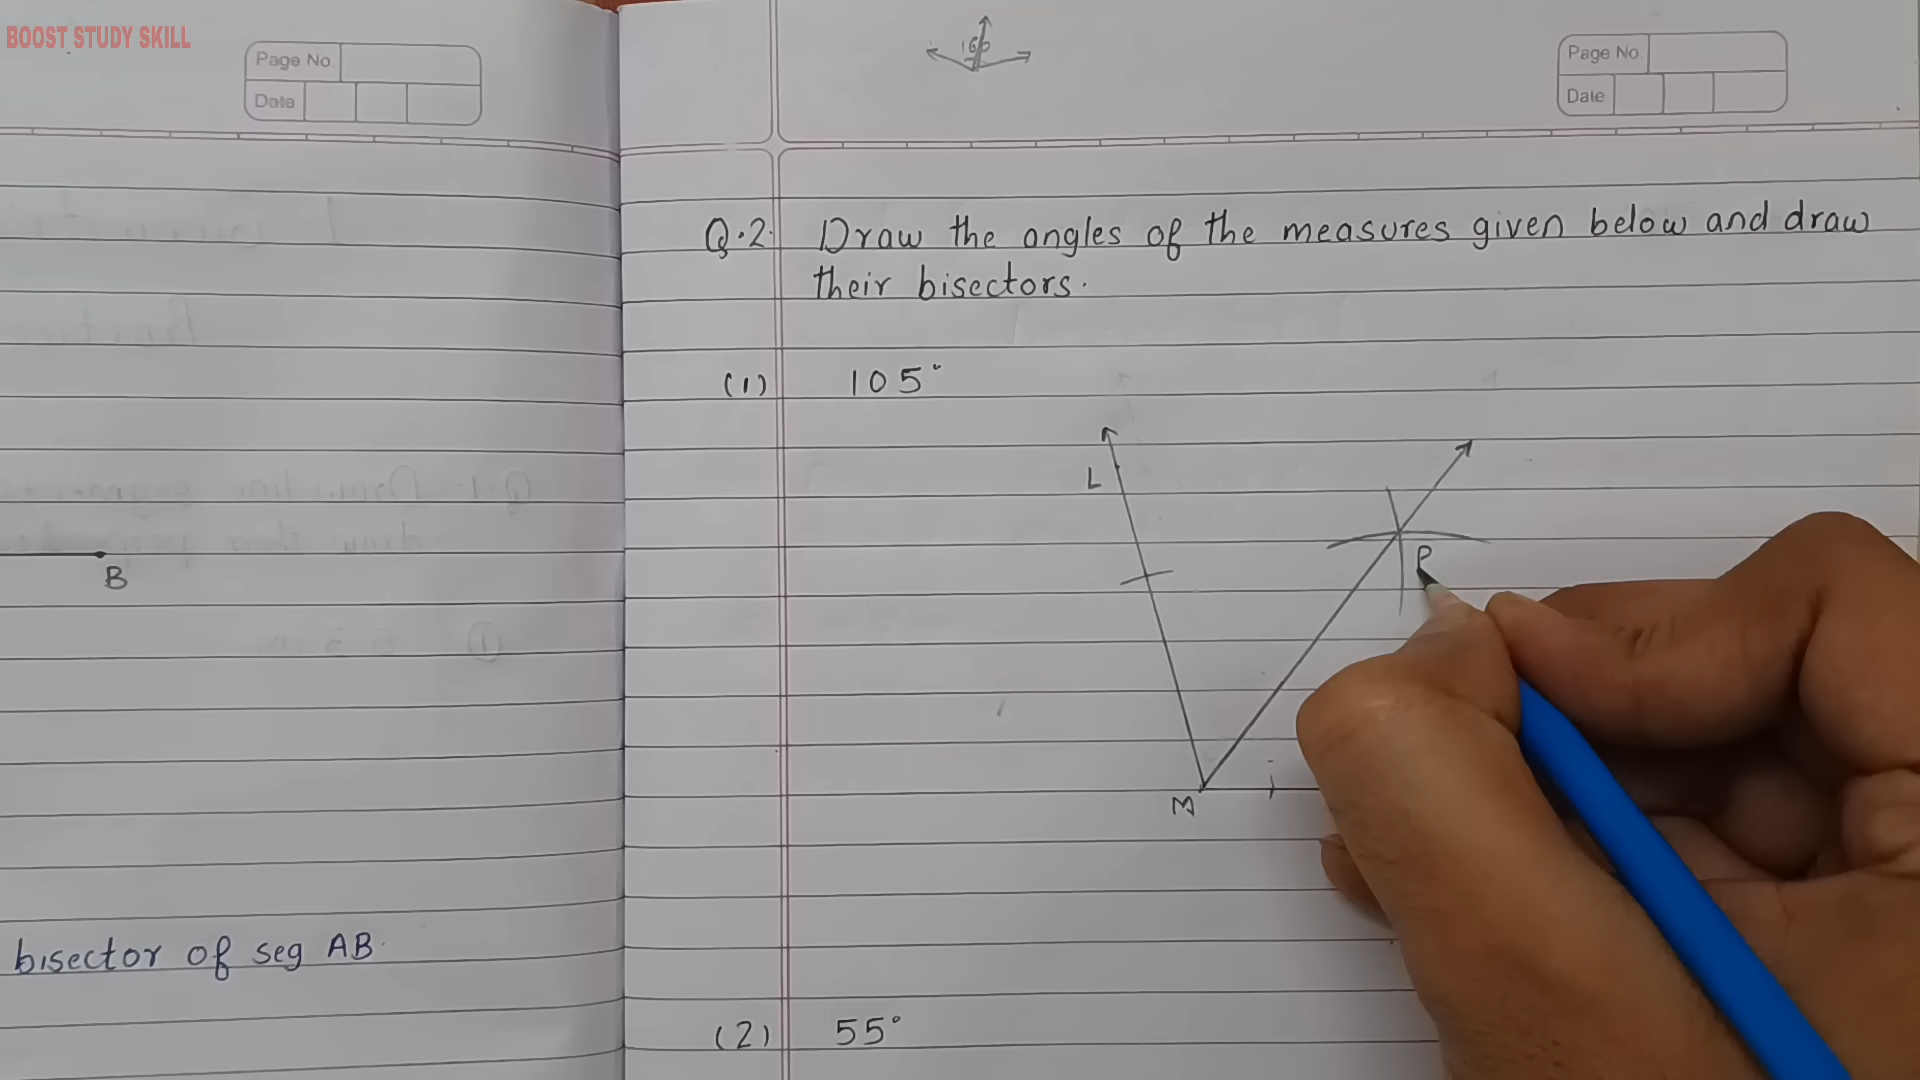 BOOST STUDY SKILL
Page No.
Date
B
bisector of seg AB.
160
Page No.
Date
Q.2. Draw the angles of the measures given below and draw
their bisectors.
(1) 105°
L
P
M
(2) 55°